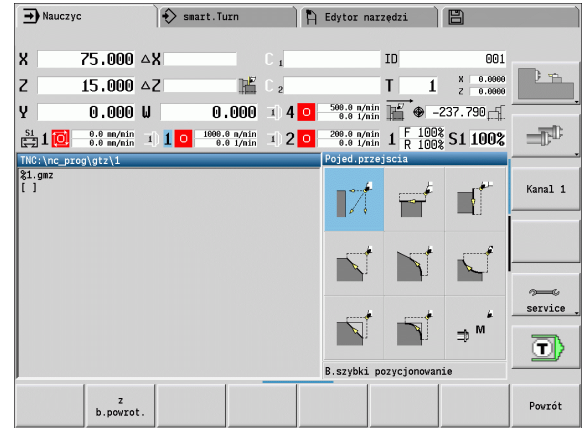 Nauczyc
smart.Turn
Edytor narzędzi
X 75.000 ΔX C 1 ID 001
Z 15.000 ΔZ C 2 T 1 X 0.0000 Z 0.0000
Y 0.000 W 0.000 4 500.0 m/min 0.0 1/min -237.790
S1 1 0.0 mm/min 0.0 mm/min 1 1000.0 m/min 0.0 1/min 2 200.0 m/min 0.0 1/min 1 F 100% R 100% S1 100%
TNC:\nc_prog\gtz\1
%1.gmz
[ ]
Pojed.przejscia
M
B.szybki pozycjonowanie
Kanal 1
service
T
z
b.powrot.
Powrót